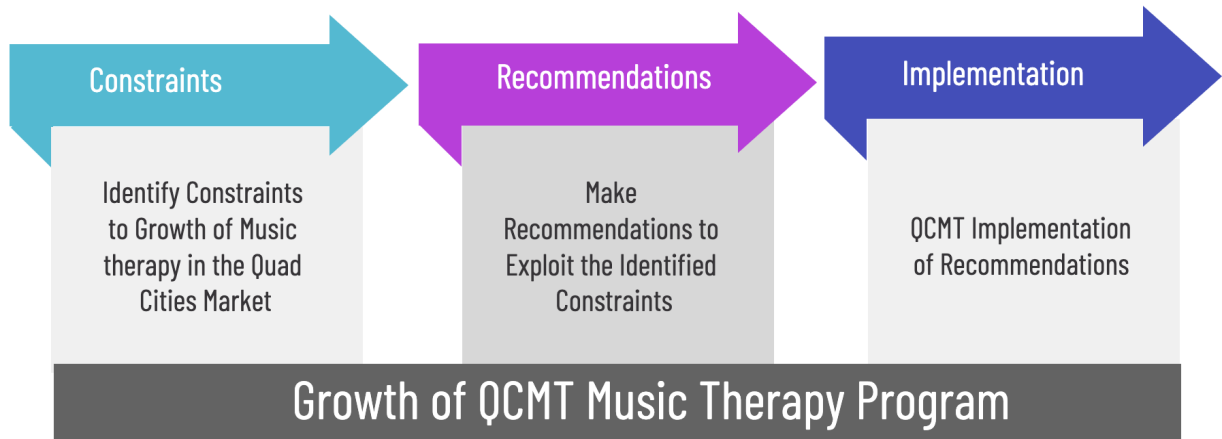 Constraints
Identify Constraints
to Growth of Music
therapy in the Quad
Cities Market
Recommendations
Make
Recommendations to
Exploit the Identified
Constraints
Implementation
QCMT Implementation
of Recommendations
Growth of QCMT Music Therapy Program